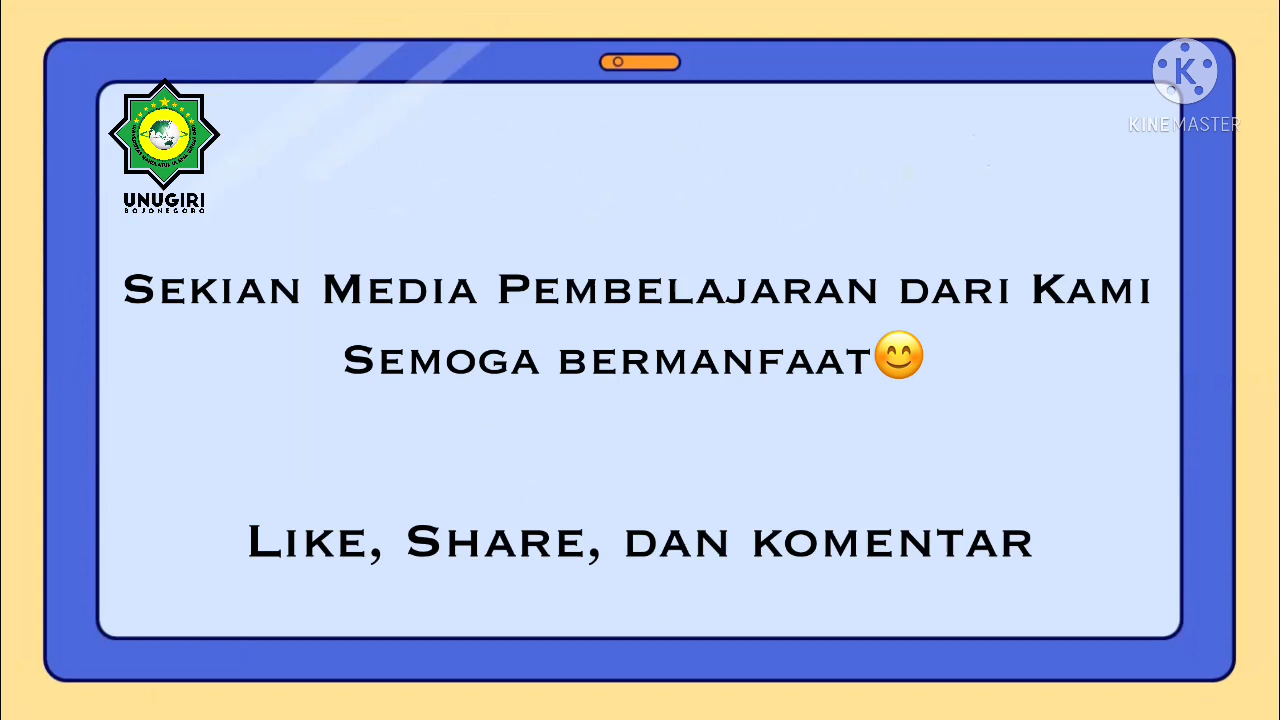 UNUGIRI
BOJONEGORO
K
KINEMASTER
Sekian Media Pembelajaran dari Kami
Semoga bermanfaat😊
Like, Share, dan komentar